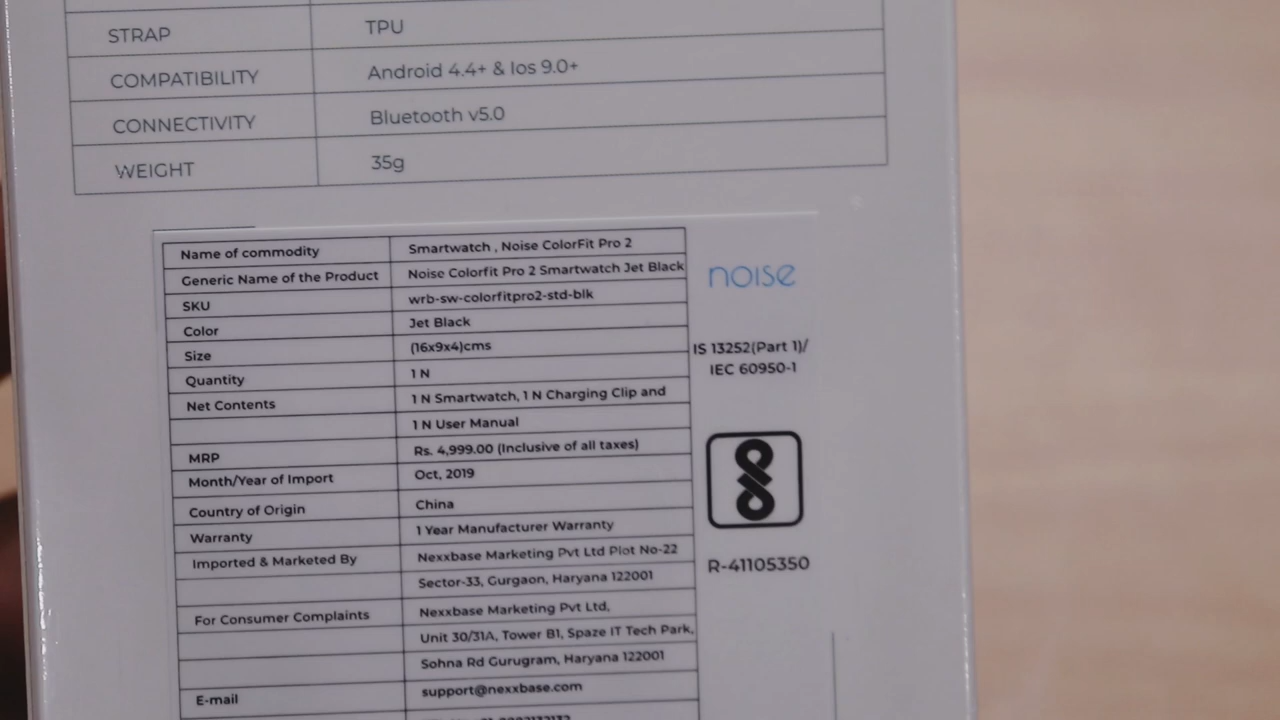 STRAP TPU
COMPATIBILITY Android 4.4+ & Ios 9.0+
CONNECTIVITY Bluetooth v5.0
WEIGHT 35g
Name of commodity Smartwatch , Noise ColorFit Pro 2
Generic Name of the Product Noise Colorfit Pro 2 Smartwatch Jet Black
SKU wrb-sw-colorfitpro2-std-blk
Color Jet Black
Size (16x9x4)cms
Quantity 1 N
Net Contents 1 N Smartwatch, 1 N Charging Clip and
1 N User Manual
MRP Rs. 4,999.00 (Inclusive of all taxes)
Month/Year of Import Oct, 2019
Country of Origin China
Warranty 1 Year Manufacturer Warranty
Imported & Marketed By Nexxbase Marketing Pvt Ltd Plot No-22
Sector-33, Gurgaon, Haryana 122001
For Consumer Complaints Nexxbase Marketing Pvt Ltd,
Unit 30/31A, Tower B1, Spaze IT Tech Park,
Sohna Rd Gurugram, Haryana 122001
E-mail support@nexxbase.com
noise
IS 13252(Part 1)/
IEC 60950-1
R-41105350